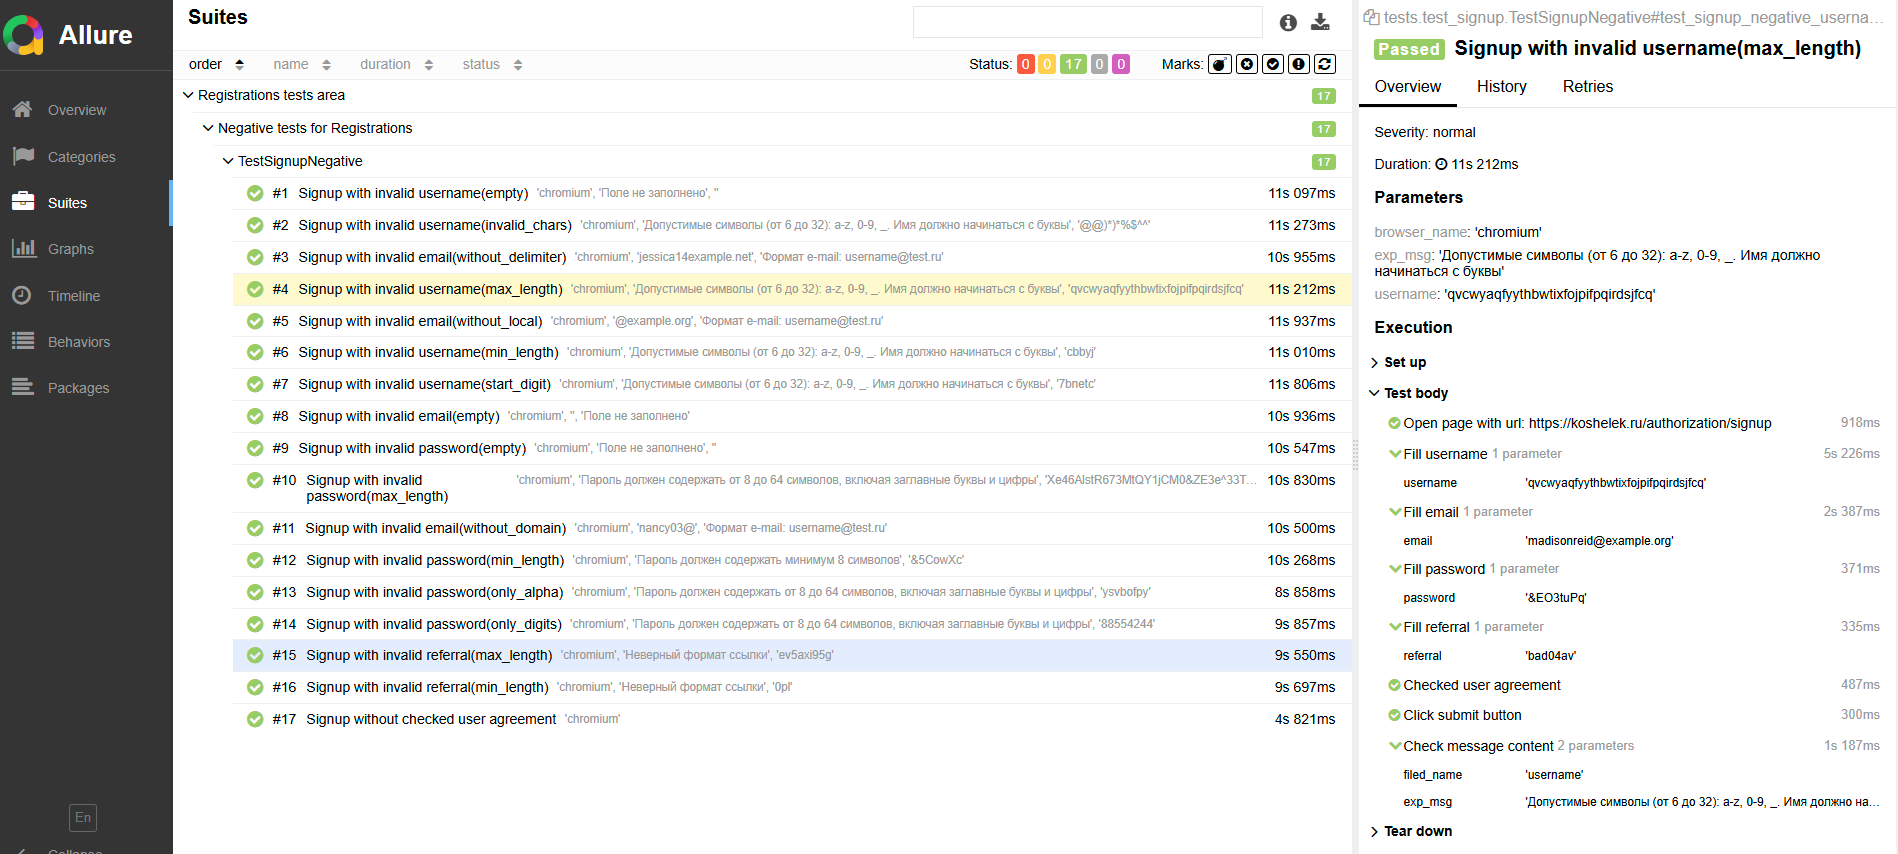 Allure
Overview
Categories
Suites
Graphs
Timeline
Behaviors
Packages
En
Suites
order name duration status
Status: 0 0 17 0 0 Marks:
Registrations tests area 17
Negative tests for Registrations 17
TestSignupNegative 17
#1 Signup with invalid username(empty) 'chromium', 'Поле не заполнено', '' 11s 097ms
#2 Signup with invalid username(invalid_chars) 'chromium', 'Допустимые символы (от 6 до 32): a-z, 0-9, _. Имя должно начинаться с буквы', '@@)*)*%$^^' 11s 273ms
#3 Signup with invalid email(without_delimiter) 'chromium', 'jessica14example.net', 'Формат e-mail: username@test.ru' 10s 955ms
#4 Signup with invalid username(max_length) 'chromium', 'Допустимые символы (от 6 до 32): a-z, 0-9, _. Имя должно начинаться с буквы', 'qvcwyaqfyythbwtixfojpifpqirdsjfcq' 11s 212ms
#5 Signup with invalid email(without_local) 'chromium', '@example.org', 'Формат e-mail: username@test.ru' 11s 937ms
#6 Signup with invalid username(min_length) 'chromium', 'Допустимые символы (от 6 до 32): a-z, 0-9, _. Имя должно начинаться с буквы', 'cbbyj' 11s 010ms
#7 Signup with invalid username(start_digit) 'chromium', 'Допустимые символы (от 6 до 32): a-z, 0-9, _. Имя должно начинаться с буквы', '7bnetc' 11s 806ms
#8 Signup with invalid email(empty) 'chromium', '', 'Поле не заполнено' 10s 936ms
#9 Signup with invalid password(empty) 'chromium', 'Поле не заполнено', '' 10s 547ms
#10 Signup with invalid password(max_length) 'chromium', 'Пароль должен содержать от 8 до 64 символов, включая заглавные буквы и цифры', 'Xe46AlstR673MtQY1jCM0&ZE3e^33T... 10s 830ms
#11 Signup with invalid email(without_domain) 'chromium', 'nancy03@', 'Формат e-mail: username@test.ru' 10s 500ms
#12 Signup with invalid password(min_length) 'chromium', 'Пароль должен содержать минимум 8 символов', '&5CowXc' 10s 268ms
#13 Signup with invalid password(only_alpha) 'chromium', 'Пароль должен содержать от 8 до 64 символов, включая заглавные буквы и цифры', 'ysvbofpy' 8s 858ms
#14 Signup with invalid password(only_digits) 'chromium', 'Пароль должен содержать от 8 до 64 символов, включая заглавные буквы и цифры', '88554244' 9s 857ms
#15 Signup with invalid referral(max_length) 'chromium', 'Неверный формат ссылки', 'ev5axi95g' 9s 550ms
#16 Signup with invalid referral(min_length) 'chromium', 'Неверный формат ссылки', '0pl' 9s 697ms
#17 Signup without checked user agreement 'chromium' 4s 821ms
tests.test_signup.TestSignupNegative#test_signup_negative_userna...
Passed Signup with invalid username(max_length)
Overview History Retries
Severity: normal
Duration: 11s 212ms
Parameters
browser_name: 'chromium'
exp_msg: 'Допустимые символы (от 6 до 32): a-z, 0-9, _. Имя должно
начинаться с буквы'
username: 'qvcwyaqfyythbwtixfojpifpqirdsjfcq'
Execution
Set up
Test body
Open page with url: https://koshelek.ru/authorization/signup 918ms
Fill username 1 parameter 5s 226ms
username 'qvcwyaqfyythbwtixfojpifpqirdsjfcq'
Fill email 1 parameter 2s 387ms
email 'madisonreid@example.org'
Fill password 1 parameter 371ms
password '&EO3tuPq'
Fill referral 1 parameter 335ms
referral 'bad04av'
Checked user agreement 487ms
Click submit button 300ms
Check message content 2 parameters 1s 187ms
filed_name 'username'
exp_msg 'Допустимые символы (от 6 до 32): a-z, 0-9, _. Имя должно на...
Tear down